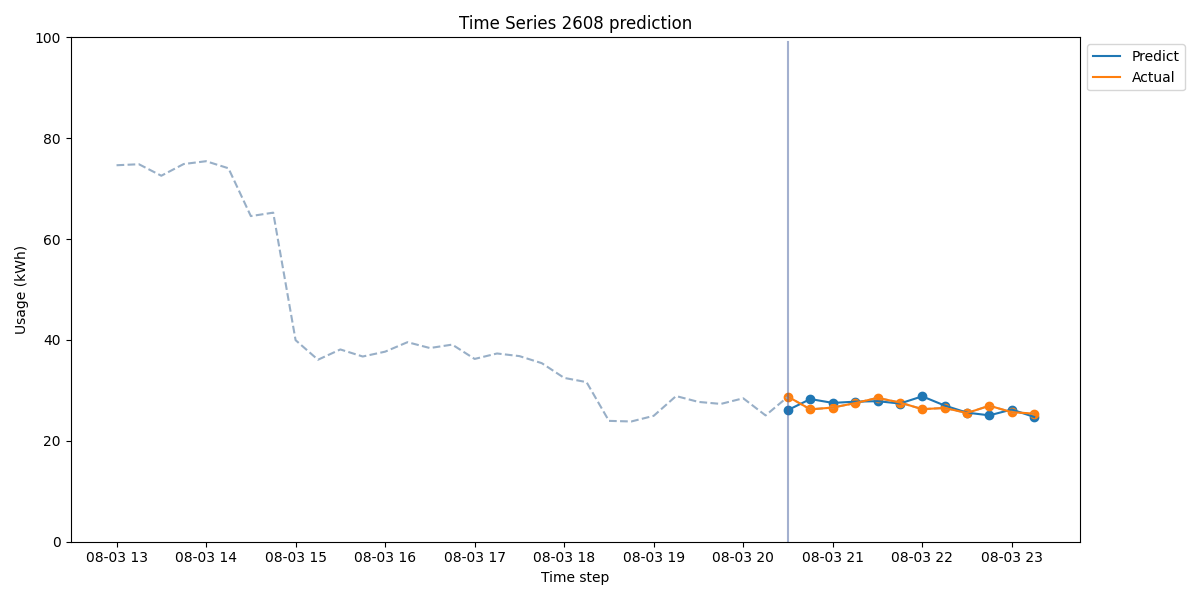 Time Series 2608 prediction
Predict
Actual
100
80
60
40
20
0
Usage (kWh)
08-03 13 08-03 14 08-03 15 08-03 16 08-03 17 08-03 18 08-03 19 08-03 20 08-03 21 08-03 22 08-03 23
Time step